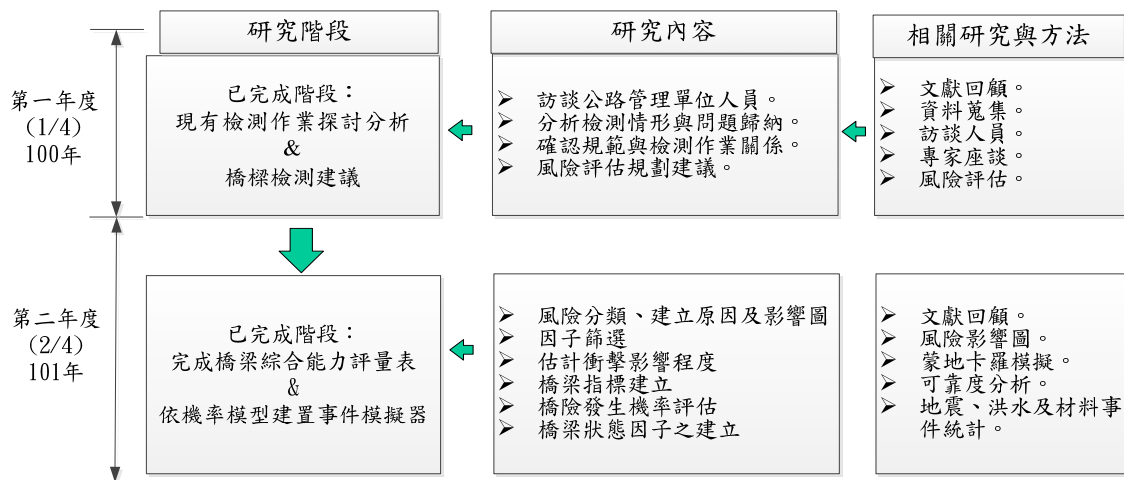 研究階段
研究內容
相關研究與方法
第一年度
(1/4)
100年
已完成階段：
現有檢測作業探討分析
&
橋樑檢測建議
➢ 訪談公路管理單位人員。
➢ 分析檢測情形與問題歸納。
➢ 確認規範與檢測作業關係。
➢ 風險評估規劃建議。
➢ 文獻回顧。
➢ 資料蒐集。
➢ 訪談人員。
➢ 專家座談。
➢ 風險評估。
第二年度
(2/4)
101年
已完成階段：
完成橋梁綜合能力評量表
&
依機率模型建置事件模擬器
➢ 風險分類、建立原因及影響圖
➢ 因子篩選
➢ 估計衝擊影響程度
➢ 橋梁指標建立
➢ 橋險發生機率評估
➢ 橋梁狀態因子之建立
➢ 文獻回顧。
➢ 風險影響圖。
➢ 蒙地卡羅模擬。
➢ 可靠度分析。
➢ 地震、洪水及材料事
件統計。